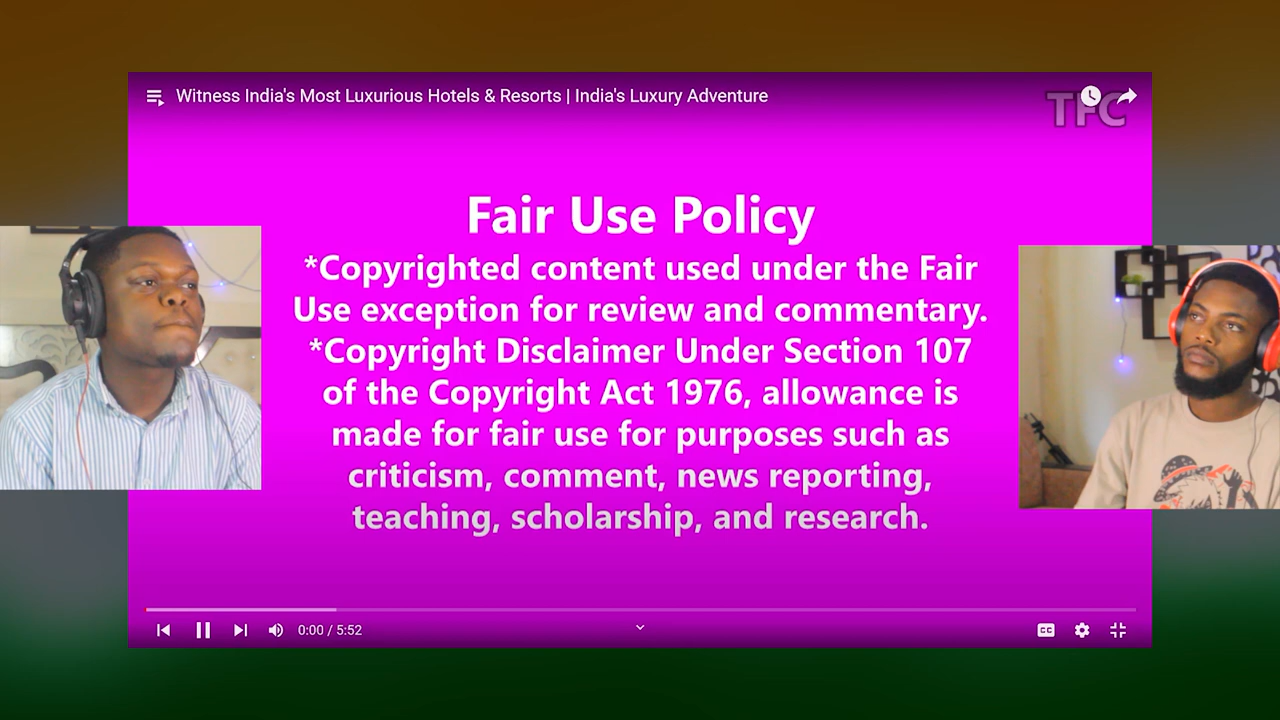 Witness India's Most Luxurious Hotels & Resorts | India's Luxury Adventure
TFC
Fair Use Policy
*Copyrighted content used under the Fair
Use exception for review and commentary.
*Copyright Disclaimer Under Section 107
of the Copyright Act 1976, allowance is
made for fair use for purposes such as
criticism, comment, news reporting,
teaching, scholarship, and research.
0:00 / 5:52
CC